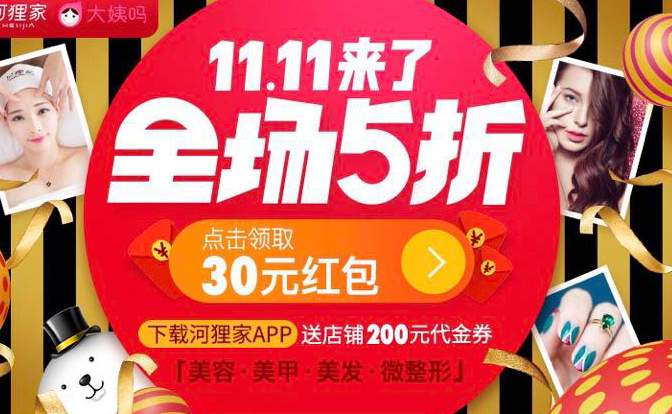 河狸家 大姨吗
HELIJIA
11.11来了
全场5折
点击领取
30元红包
下载河狸家APP 送店铺200元代金券
「美容·美甲·美发·微整形」